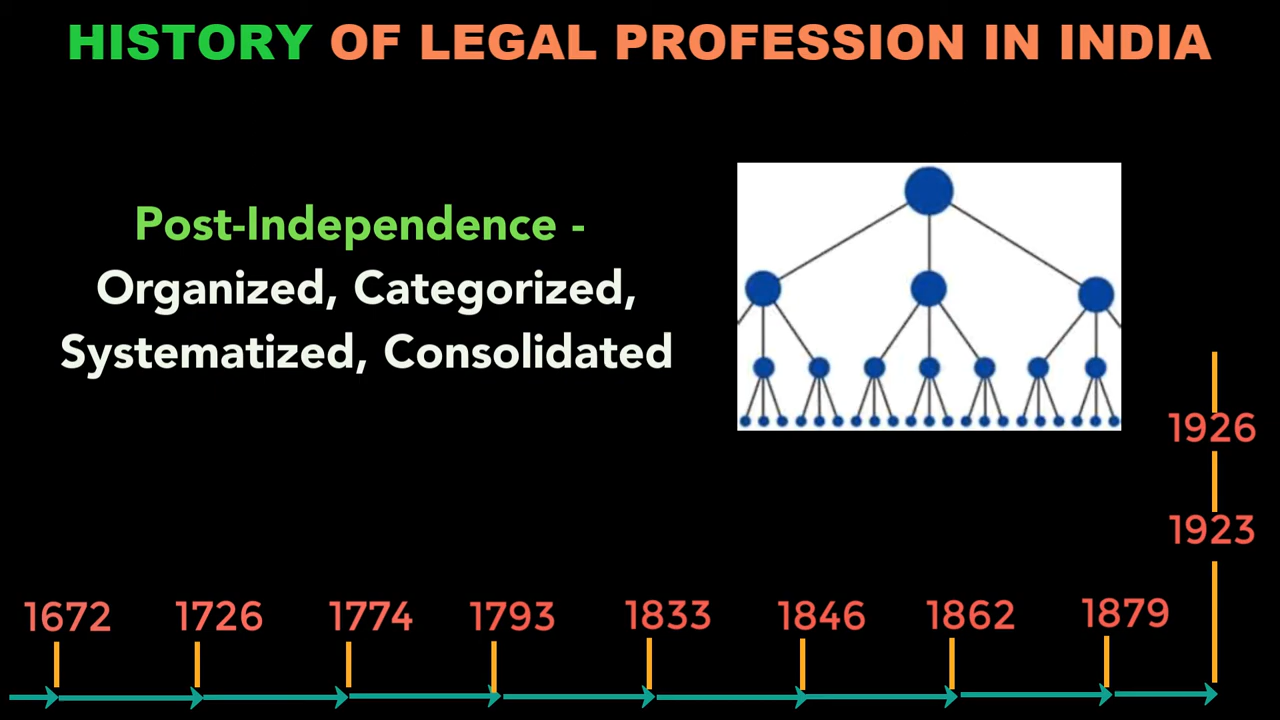 HISTORY OF LEGAL PROFESSION IN INDIA
Post-Independence -
Organized, Categorized,
Systematized, Consolidated
1926
1923
1672 1726 1774 1793 1833 1846 1862 1879